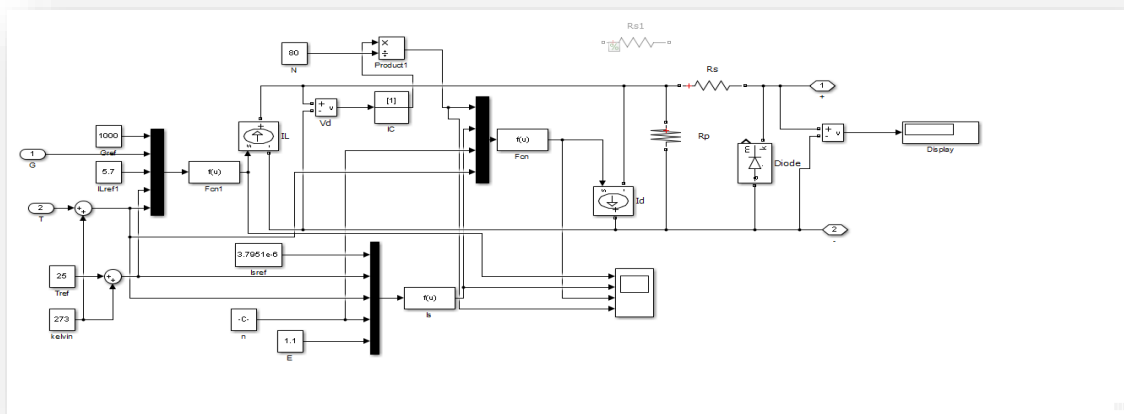 Rs1
80
N
×
÷
Product1
+
-
v
Vd
[1]
IC
Rs
1
+
1000
Gref
1
G
5.7
ILref1
2
T
f(u)
Fcn1
+
s
-
IL
f(u)
Fcn
s
-
+
Id
Rp
m
k
a
Diode
+
-
v
Display
2
-
+
+
25
Tref
+
+
273
kelvin
3.7951e-6
Isref
-C-
n
1.1
E
f(u)
Is